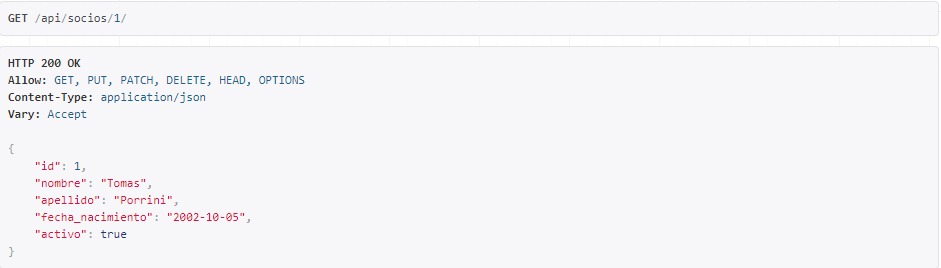 GET /api/socios/1/
HTTP 200 OK
Allow: GET, PUT, PATCH, DELETE, HEAD, OPTIONS
Content-Type: application/json
Vary: Accept
{
    "id": 1,
    "nombre": "Tomas",
    "apellido": "Porrini",
    "fecha_nacimiento": "2002-10-05",
    "activo": true
}